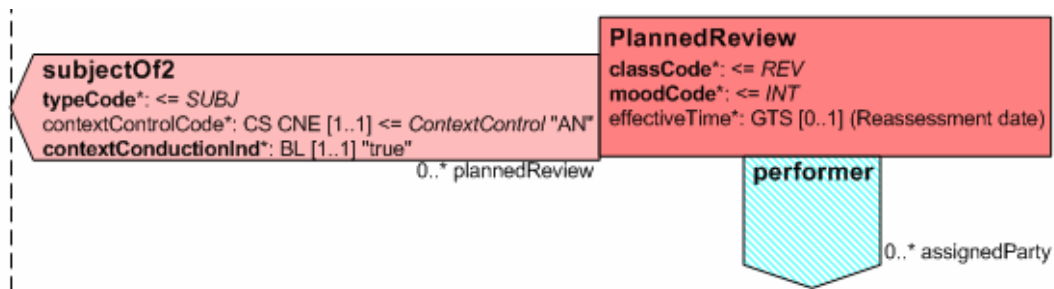 subjectOf2
typeCode*: <= SUBJ
contextControlCode*: CS CNE [1..1] <= ContextControl "AN"
contextConductionInd*: BL [1..1] "true"
0..* plannedReview
PlannedReview
classCode*: <= REV
moodCode*: <= INT
effectiveTime*: GTS [0..1] (Reassessment date)
performer
0..* assignedParty